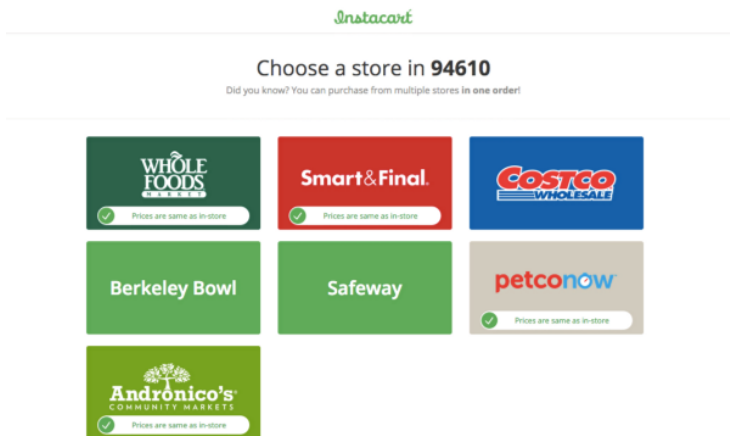 Instacart
Choose a store in 94610
Did you know? You can purchase from multiple stores in one order!
WHOLE
FOODS
MARKET
Prices are same as in-store
Smart&Final.
Prices are same as in-store
COSTCO
WHOLESALE
Berkeley Bowl
Safeway
petconow
Prices are same as in-store
Andronico's
COMMUNITY MARKETS
Prices are same as in-store